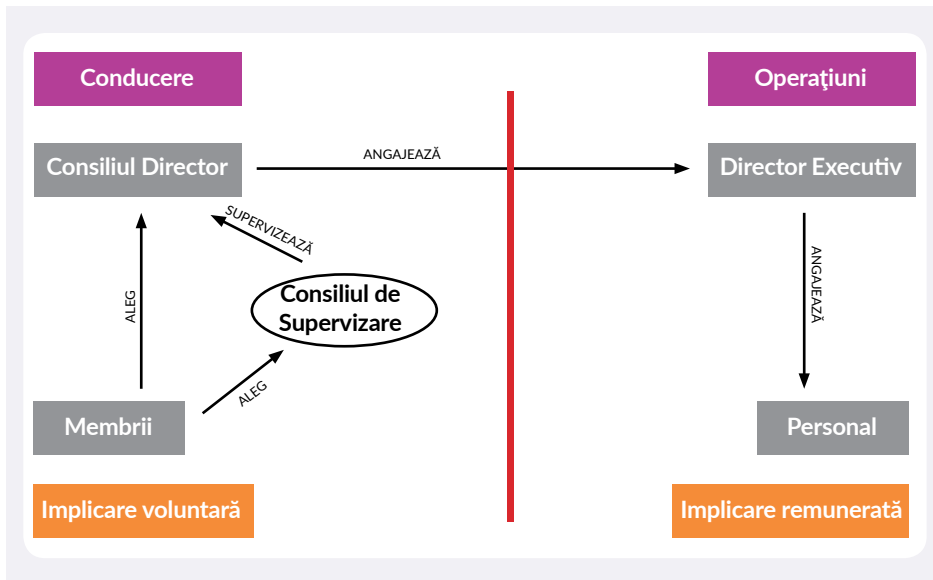 Conducere
Operaţiuni
Consiliul Director
ANGAJEAZĂ
Director Executiv
SUPERVIZEAZĂ
ALEG
Consiliul de
Supervizare
ANGAJEAZĂ
ALEG
Membrii
Personal
Implicare voluntară
Implicare remunerată